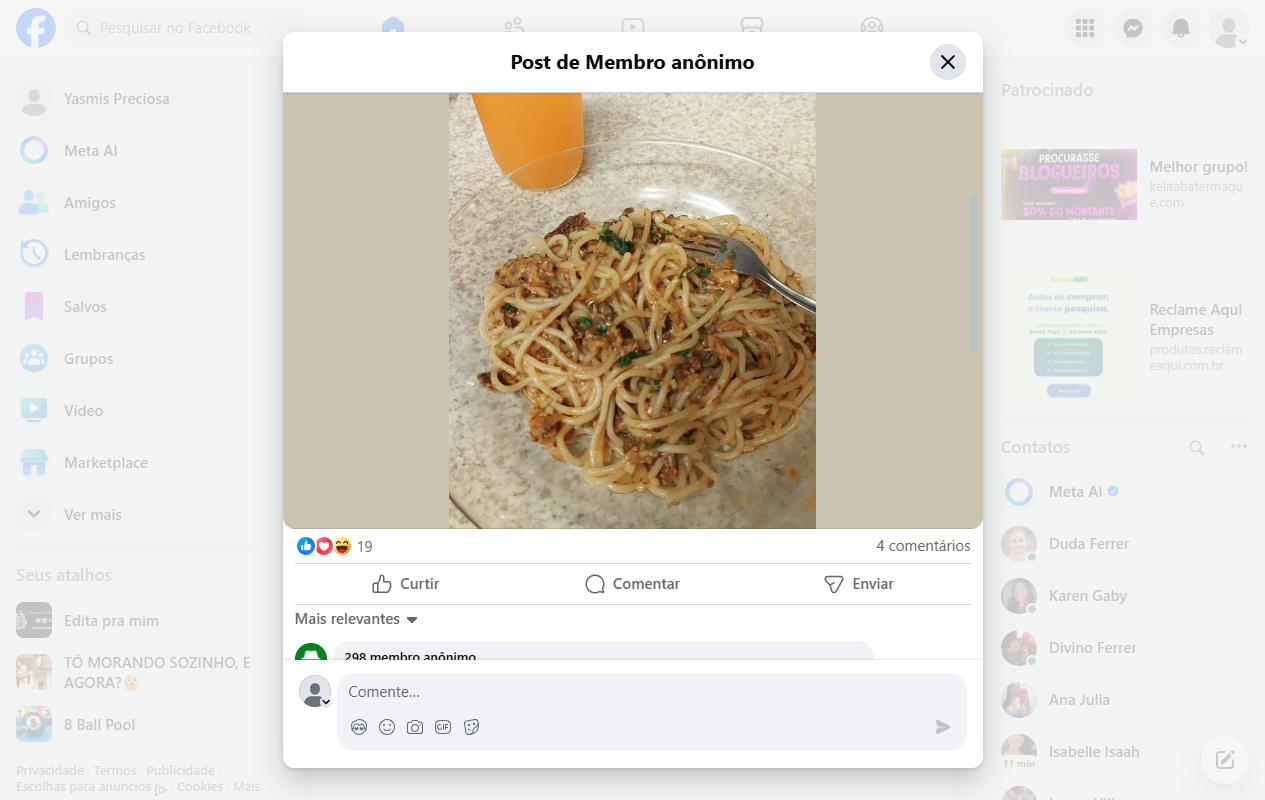 Pesquisar no Facebook
Post de Membro anônimo
Yasmis Preciosa
Meta AI
Amigos
Lembranças
Salvos
Grupos
Vídeo
Marketplace
Ver mais
Seus atalhos
Edita pra mim
TÔ MORANDO SOZINHO, E
AGORA?🤔
8 Ball Pool
Privacidade · Termos · Publicidade ·
Escolhas para anúncios · Cookies · Mais
19
4 comentários
Curtir
Comentar
Enviar
Mais relevantes
298 membro anônimo
Comente...
GIF
Patrocinado
PROCURASSE
BLOGUEIROS
50% DO MONTANTE
Melhor grupo!
kelitabatermaqu
e.com
ReclameAQUI
Antes de comprar,
o cliente pesquisa.
Reclame Aqui
Empresas
produtos.reclam
eaqui.com.br
Contatos
Meta AI
Duda Ferrer
Karen Gaby
Divino Ferrer
Ana Julia
Isabelle Isaah
11 min